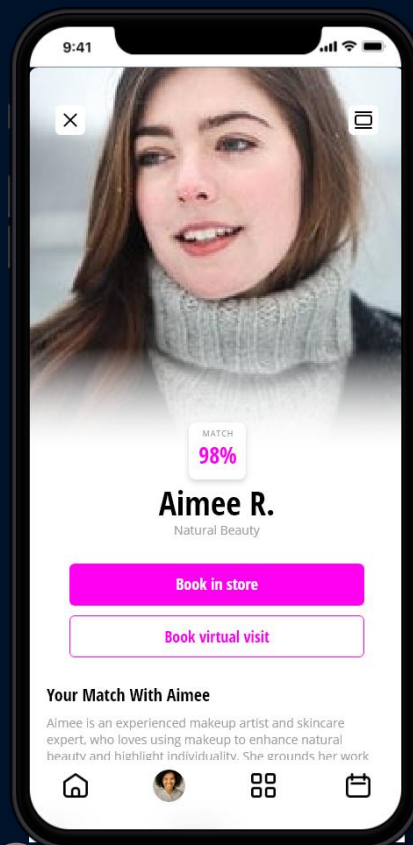 9:41
MATCH
98%
Aimee R.
Natural Beauty
Book in store
Book virtual visit
Your Match With Aimee
Aimee is an experienced makeup artist and skincare
expert, who loves using makeup to enhance natural
beauty and highlight individuality. She grounds her work